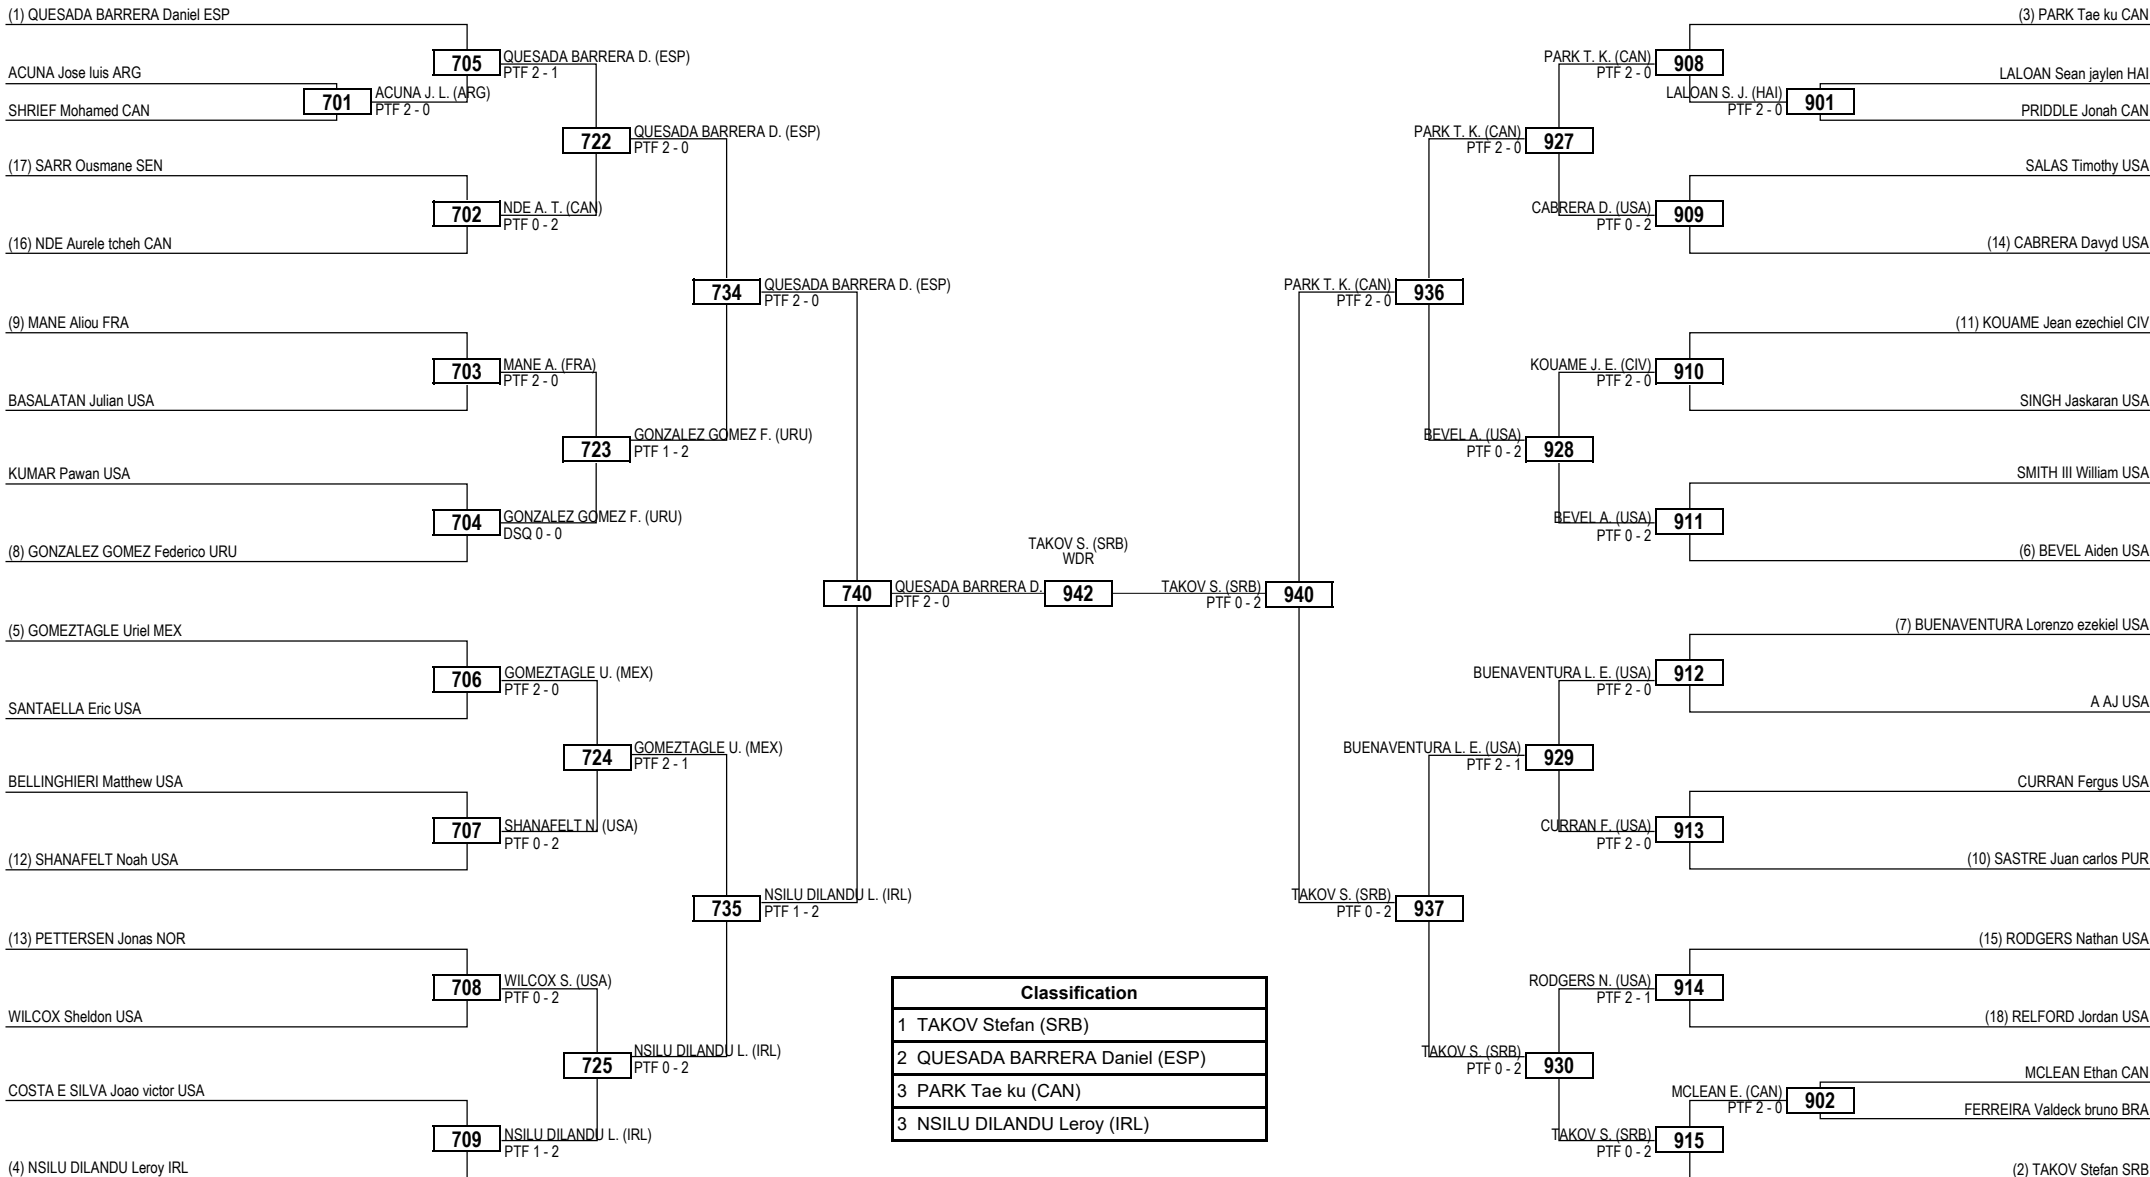 (1) QUESADA BARRERA Daniel ESP
705
QUESADA BARRERA D. (ESP)
PTF 2 - 1
ACUNA Jose luis ARG
701
ACUNA J. L. (ARG)
PTF 2 - 0
SHRIEF Mohamed CAN
722
QUESADA BARRERA D. (ESP)
PTF 2 - 0
(17) SARR Ousmane SEN
702
NDE A. T. (CAN)
PTF 0 - 2
(16) NDE Aurele tcheh CAN
734
QUESADA BARRERA D. (ESP)
PTF 2 - 0
(9) MANE Aliou FRA
703
MANE A. (FRA)
PTF 2 - 0
BASALATAN Julian USA
723
GONZALEZ GOMEZ F. (URU)
PTF 1 - 2
KUMAR Pawan USA
704
GONZALEZ GOMEZ F. (URU)
DSQ 0 - 0
(8) GONZALEZ GOMEZ Federico URU
740
QUESADA BARRERA D.
PTF 2 - 0
(5) GOMEZTAGLE Uriel MEX
706
GOMEZTAGLE U. (MEX)
PTF 2 - 0
SANTAELLA Eric USA
724
GOMEZTAGLE U. (MEX)
PTF 2 - 1
BELLINGHIERI Matthew USA
707
SHANAFELT N. (USA)
PTF 0 - 2
(12) SHANAFELT Noah USA
735
NSILU DILANDU L. (IRL)
PTF 1 - 2
(13) PETTERSEN Jonas NOR
708
WILCOX S. (USA)
PTF 0 - 2
WILCOX Sheldon USA
725
NSILU DILANDU L. (IRL)
PTF 0 - 2
COSTA E SILVA Joao victor USA
709
NSILU DILANDU L. (IRL)
PTF 1 - 2
(4) NSILU DILANDU Leroy IRL
TAKOV S. (SRB)
WDR
942
TAKOV S. (SRB)
PTF 0 - 2
940
(3) PARK Tae ku CAN
PARK T. K. (CAN)
PTF 2 - 0
908
LALOAN Sean jaylen HAI
LALOAN S. J. (HAI)
PTF 2 - 0
901
PRIDDLE Jonah CAN
PARK T. K. (CAN)
PTF 2 - 0
927
SALAS Timothy USA
CABRERA D. (USA)
PTF 0 - 2
909
(14) CABRERA Davyd USA
PARK T. K. (CAN)
PTF 2 - 0
936
(11) KOUAME Jean ezechiel CIV
KOUAME J. E. (CIV)
PTF 2 - 0
910
SINGH Jaskaran USA
BEVEL A. (USA)
PTF 0 - 2
928
SMITH III William USA
BEVEL A. (USA)
PTF 0 - 2
911
(6) BEVEL Aiden USA
(7) BUENAVENTURA Lorenzo ezekiel USA
BUENAVENTURA L. E. (USA)
PTF 2 - 0
912
A AJ USA
BUENAVENTURA L. E. (USA)
PTF 2 - 1
929
CURRAN Fergus USA
CURRAN F. (USA)
PTF 2 - 0
913
(10) SASTRE Juan carlos PUR
TAKOV S. (SRB)
PTF 0 - 2
937
(15) RODGERS Nathan USA
RODGERS N. (USA)
PTF 2 - 1
914
(18) RELFORD Jordan USA
TAKOV S. (SRB)
PTF 0 - 2
930
MCLEAN Ethan CAN
MCLEAN E. (CAN)
PTF 2 - 0
902
FERREIRA Valdeck bruno BRA
TAKOV S. (SRB)
PTF 0 - 2
915
(2) TAKOV Stefan SRB
Classification
1 TAKOV Stefan (SRB)
2 QUESADA BARRERA Daniel (ESP)
3 PARK Tae ku (CAN)
3 NSILU DILANDU Leroy (IRL)